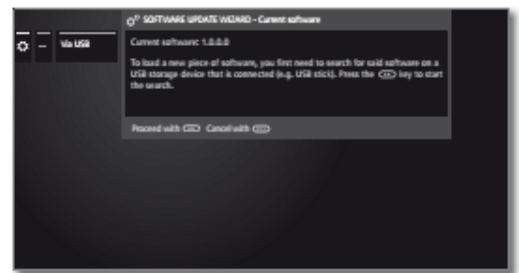 SOFTWARE UPDATE WIZARD - Current software
Via USB
Current software: 1.0.0.0
To load a new piece of software, you first need to search for said software on a
USB storage device that is connected (e.g. USB stick). Press the key to start
the search.
Proceed with Cancel with